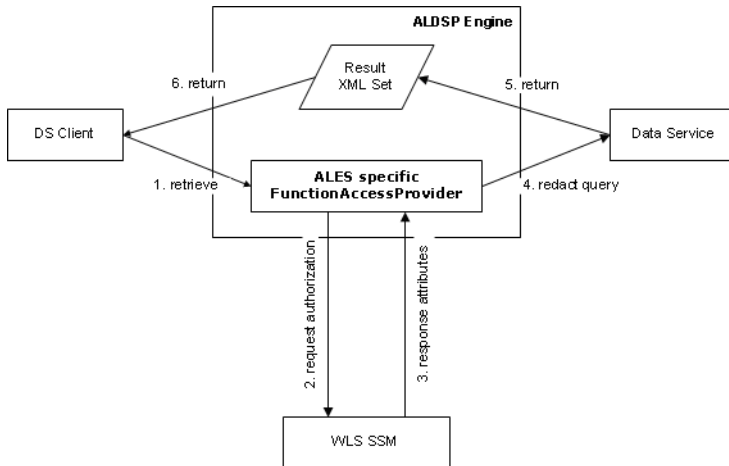 ALDSP Engine
Result
XML Set
6. return
5. return
DS Client
Data Service
1. retrieve
ALES specific
FunctionAccessProvider
4. redact query
2. request authorization
3. response attributes
WLS SSM